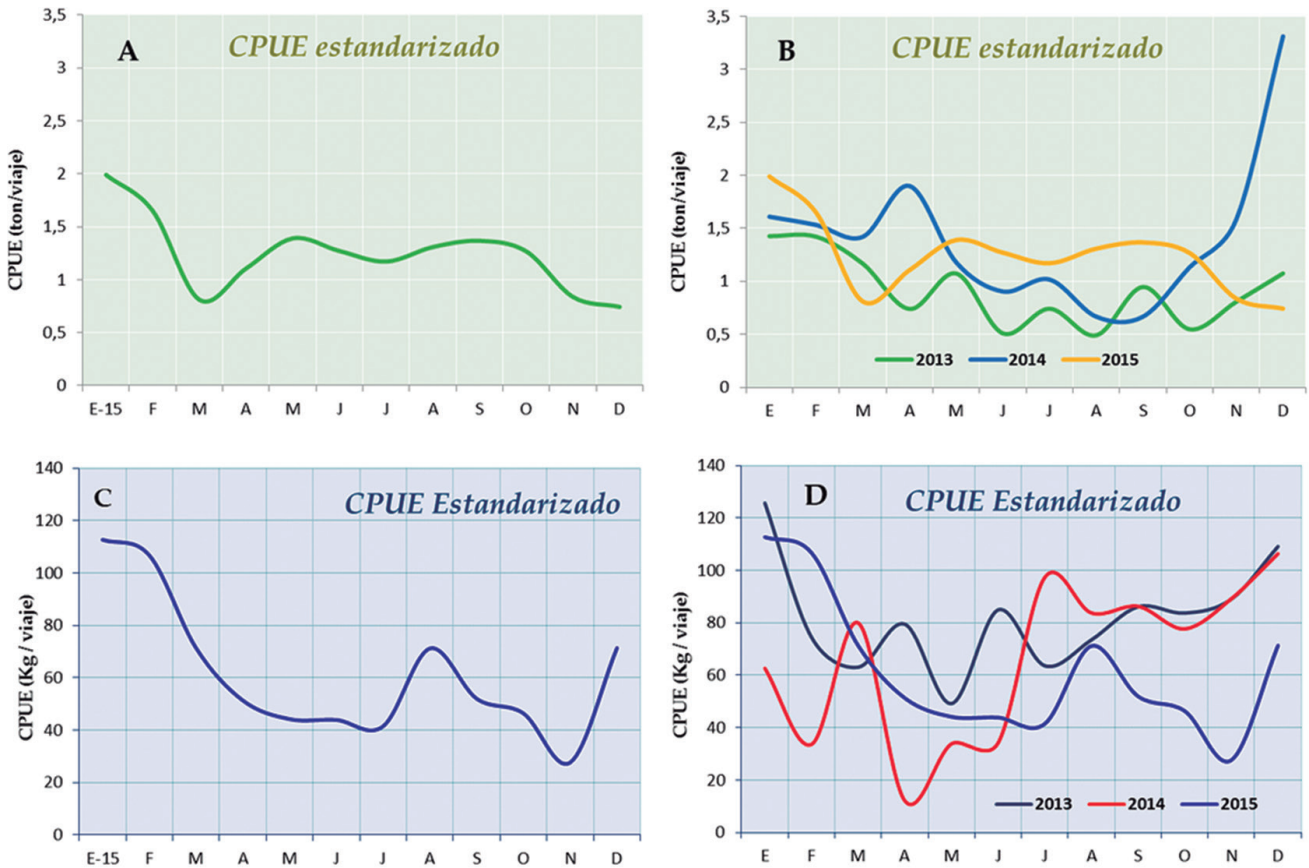 A
CPUE estandarizado
CPUE (ton/viaje)
3,5
3
2,5
2
1,5
1
0,5
0
E-15 F M A M J J A S O N D
B
CPUE estandarizado
CPUE (ton/viaje)
3,5
3
3,5
2
1,5
1
0,5
0
2013 2014 2015
E F M A M J J A S O N D
C
CPUE Estandarizado
CPUE (Kg / viaje)
140
120
100
80
60
40
20
0
E-15 F M A M J J A S O N D
D
CPUE Estandarizado
CPUE (Kg / viaje)
140
120
100
80
60
40
20
0
2013 2014 2015
E F M A M J J A S O N D